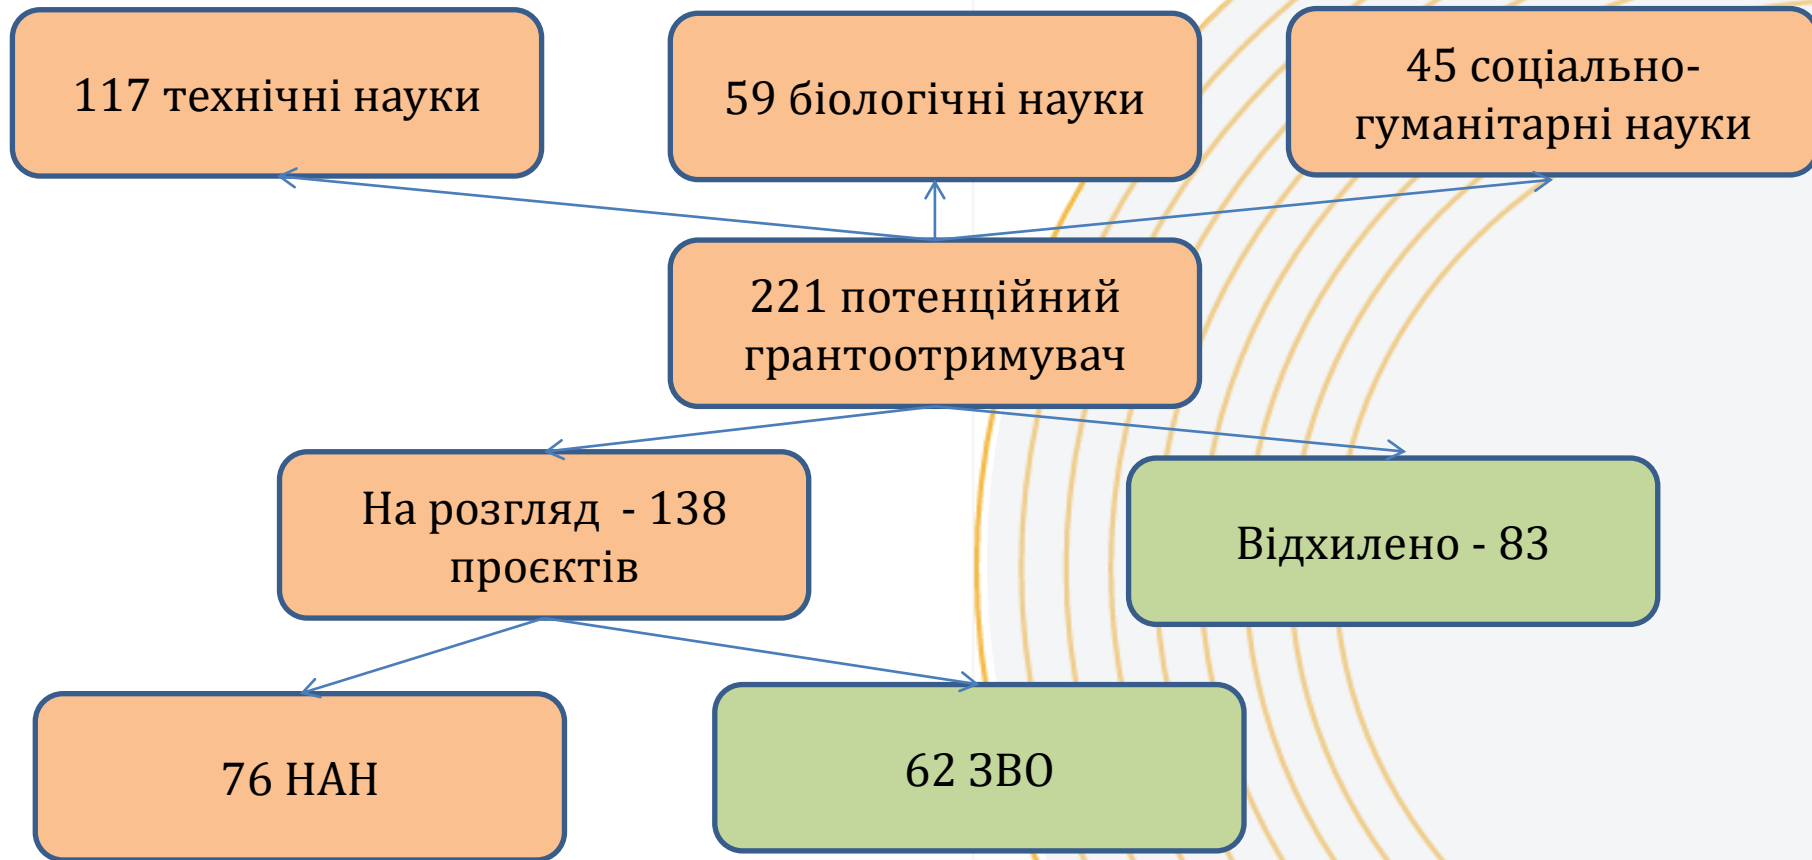 117 технічні науки
59 біологічні науки
45 соціально-
гуманітарні науки
221 потенційний
грантоотримувач
На розгляд - 138
проєктів
Відхилено - 83
76 НАН
62 ЗВО